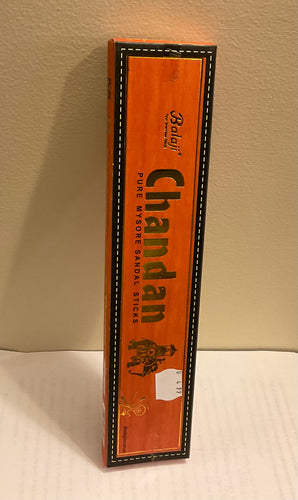 Balaji®
Chandan
PURE MYSORE SANDAL STICKS